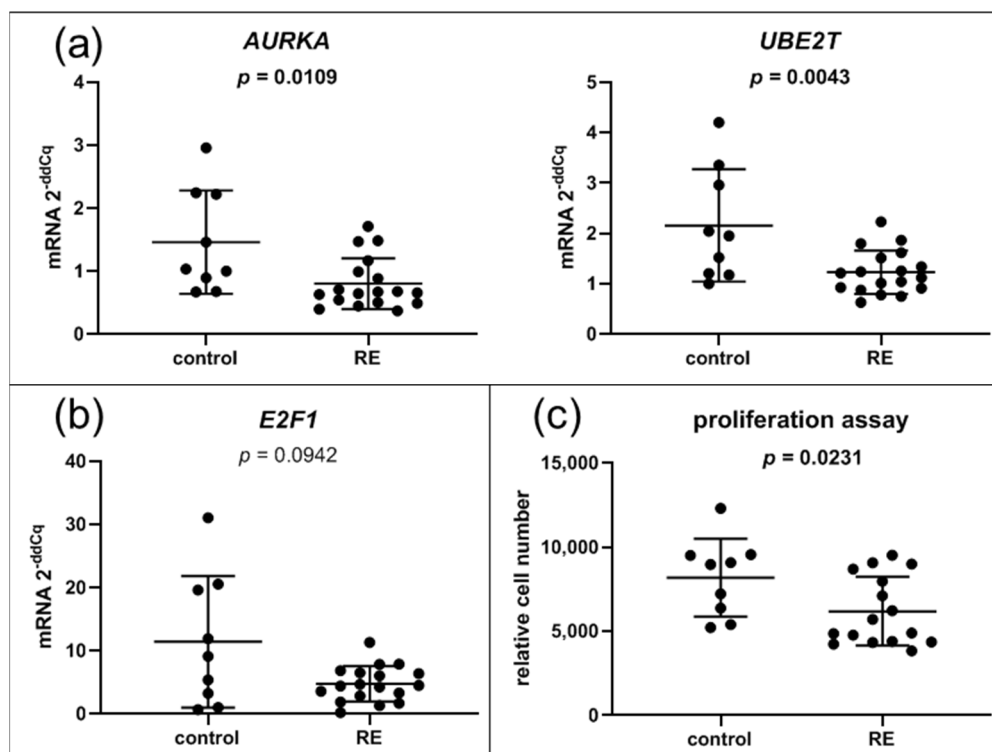 (a)
AURKA
p = 0.0109
mRNA 2-ddCq
4
3
2
1
0
control
RE
UBE2T
p = 0.0043
mRNA 2-ddCq
5
4
3
2
1
0
control
RE
(b)
E2F1
p = 0.0942
mRNA 2-ddCq
40
30
20
10
0
control
RE
(c)
proliferation assay
p = 0.0231
relative cell number
15,000
10,000
5,000
0
control
RE